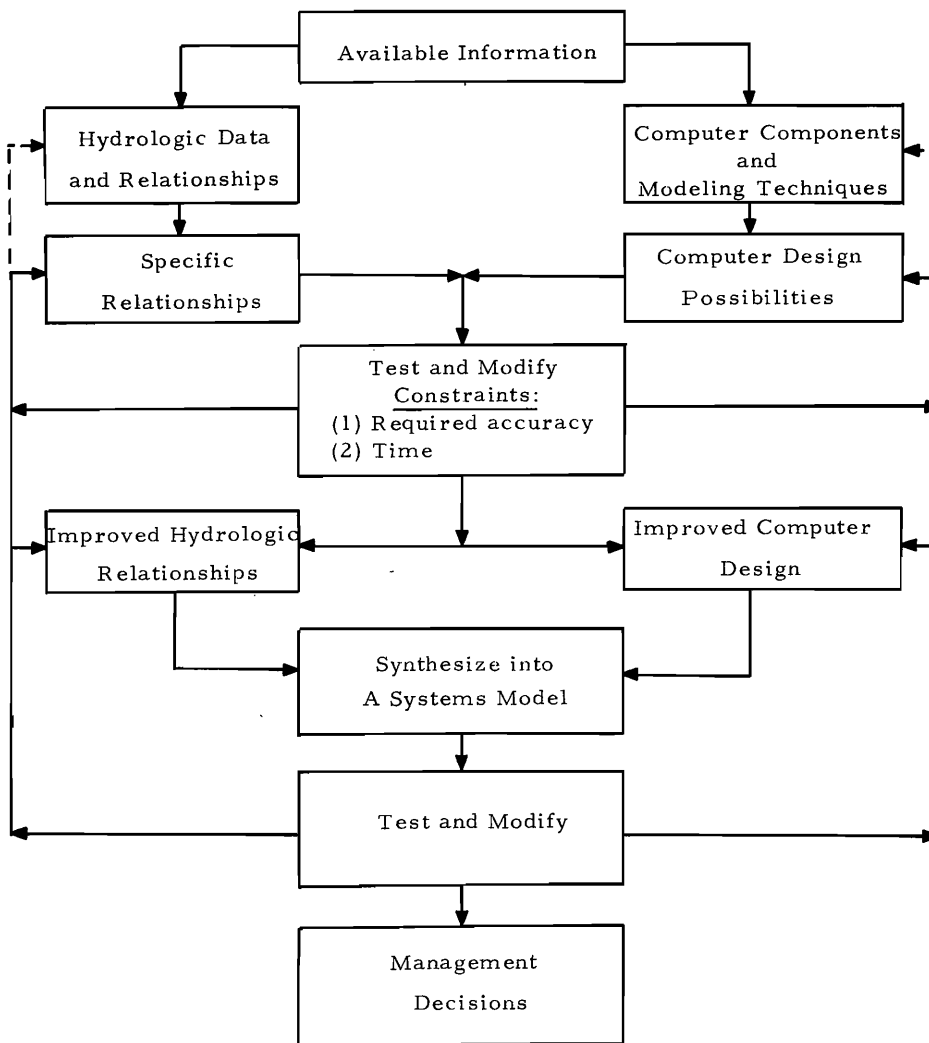 Available Information
Hydrologic Data
and Relationships
Computer Components
and
Modeling Techniques
Specific
Relationships
Computer Design
Possibilities
Test and Modify
Constraints:
(1) Required accuracy
(2) Time
Improved Hydrologic
Relationships
Improved Computer
Design
Synthesize into
A Systems Model
Test and Modify
Management
Decisions